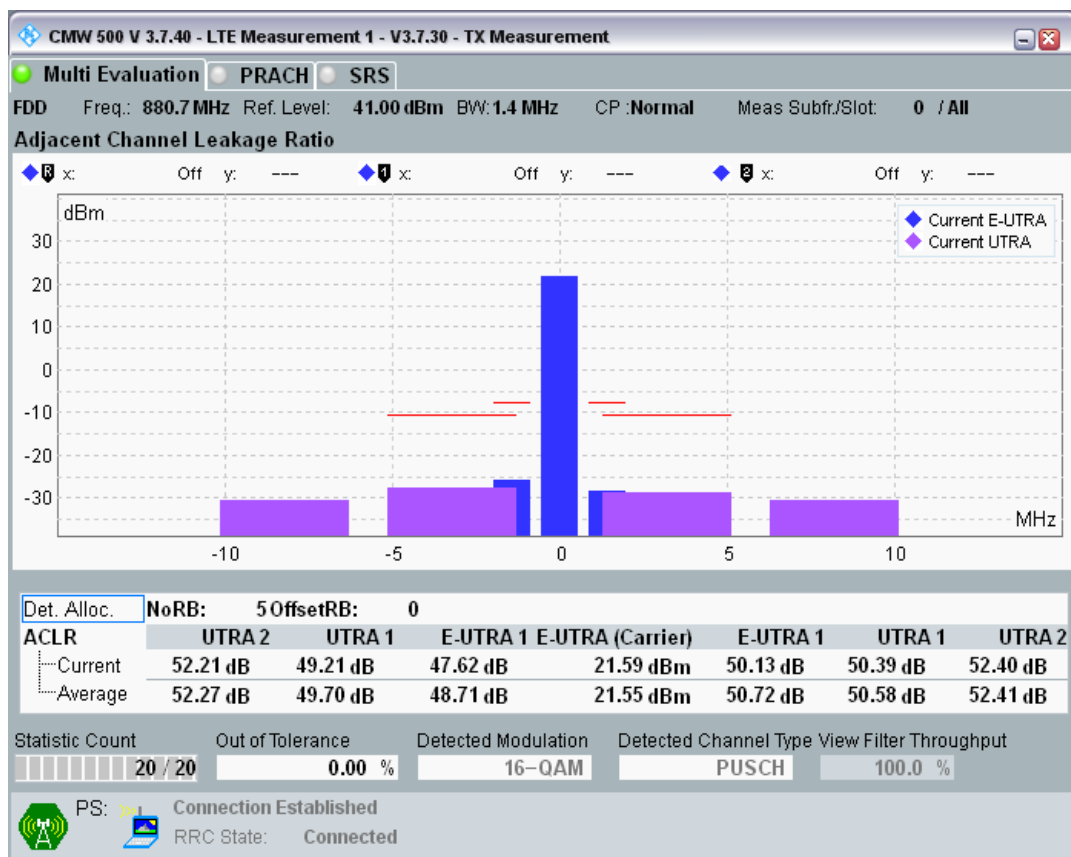 CMW 500 V 3.7.40 - LTE Measurement 1 - V3.7.30 - TX Measurement
Multi Evaluation PRACH SRS
FDD Freq.: 880.7 MHz Ref. Level: 41.00 dBm BW: 1.4 MHz CP :Normal Meas Subfr./Slot: 0 / All
Adjacent Channel Leakage Ratio
R x: Off y: --- 1 x: Off y: --- 2 x: Off y: ---
dBm
Current E-UTRA
Current UTRA
30
20
10
0
-10
-20
-30
MHz
-10 -5 0 5 10
Det. Alloc. NoRB: 5 OffsetRB: 0
ACLR UTRA 2 UTRA 1 E-UTRA 1 E-UTRA (Carrier) E-UTRA 1 UTRA 1 UTRA 2
Current 52.21 dB 49.21 dB 47.62 dB 21.59 dBm 50.13 dB 50.39 dB 52.40 dB
Average 52.27 dB 49.70 dB 48.71 dB 21.55 dBm 50.72 dB 50.58 dB 52.41 dB
Statistic Count Out of Tolerance Detected Modulation Detected Channel Type View Filter Throughput
20 / 20 0.00 % 16-QAM PUSCH 100.0 %
PS: Connection Established
RRC State: Connected